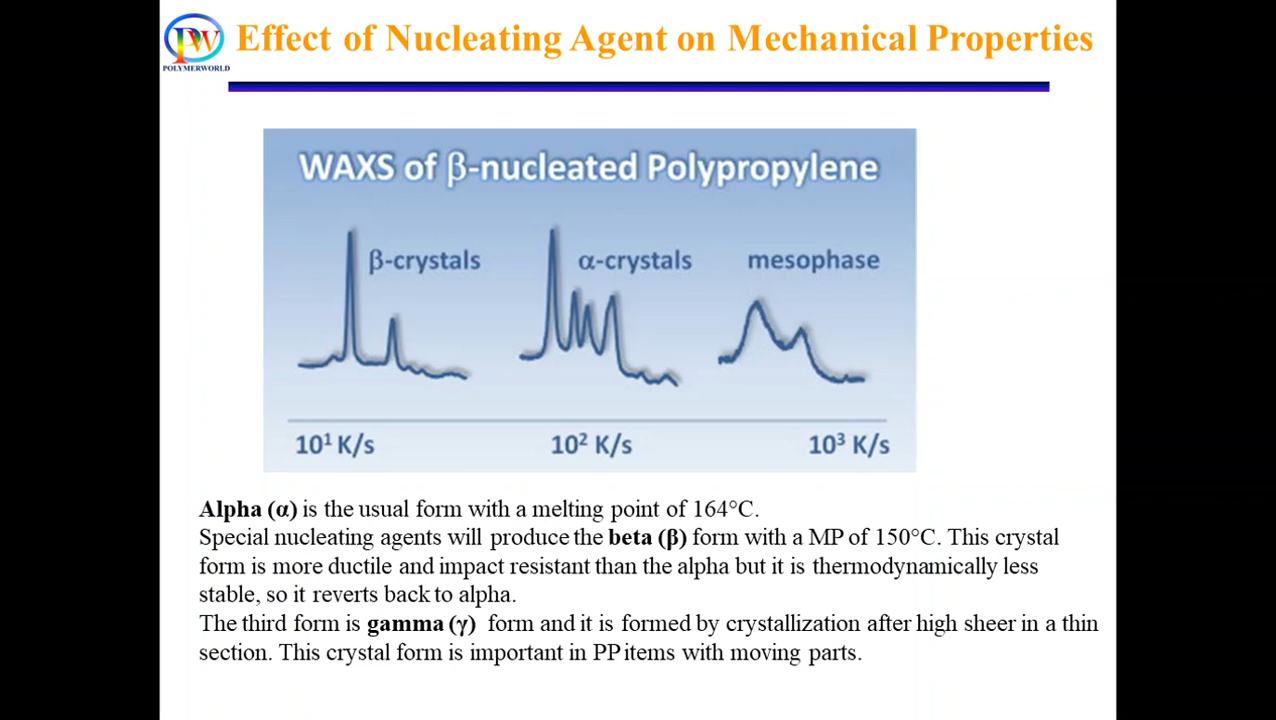 PW
POLYMERWORLD
Effect of Nucleating Agent on Mechanical Properties
WAXS of β-nucleated Polypropylene
β-crystals
α-crystals
mesophase
10¹ K/s
10² K/s
10³ K/s
Alpha (α) is the usual form with a melting point of 164°C.
Special nucleating agents will produce the beta (β) form with a MP of 150°C. This crystal
form is more ductile and impact resistant than the alpha but it is thermodynamically less
stable, so it reverts back to alpha.
The third form is gamma (γ) form and it is formed by crystallization after high sheer in a thin
section. This crystal form is important in PP items with moving parts.